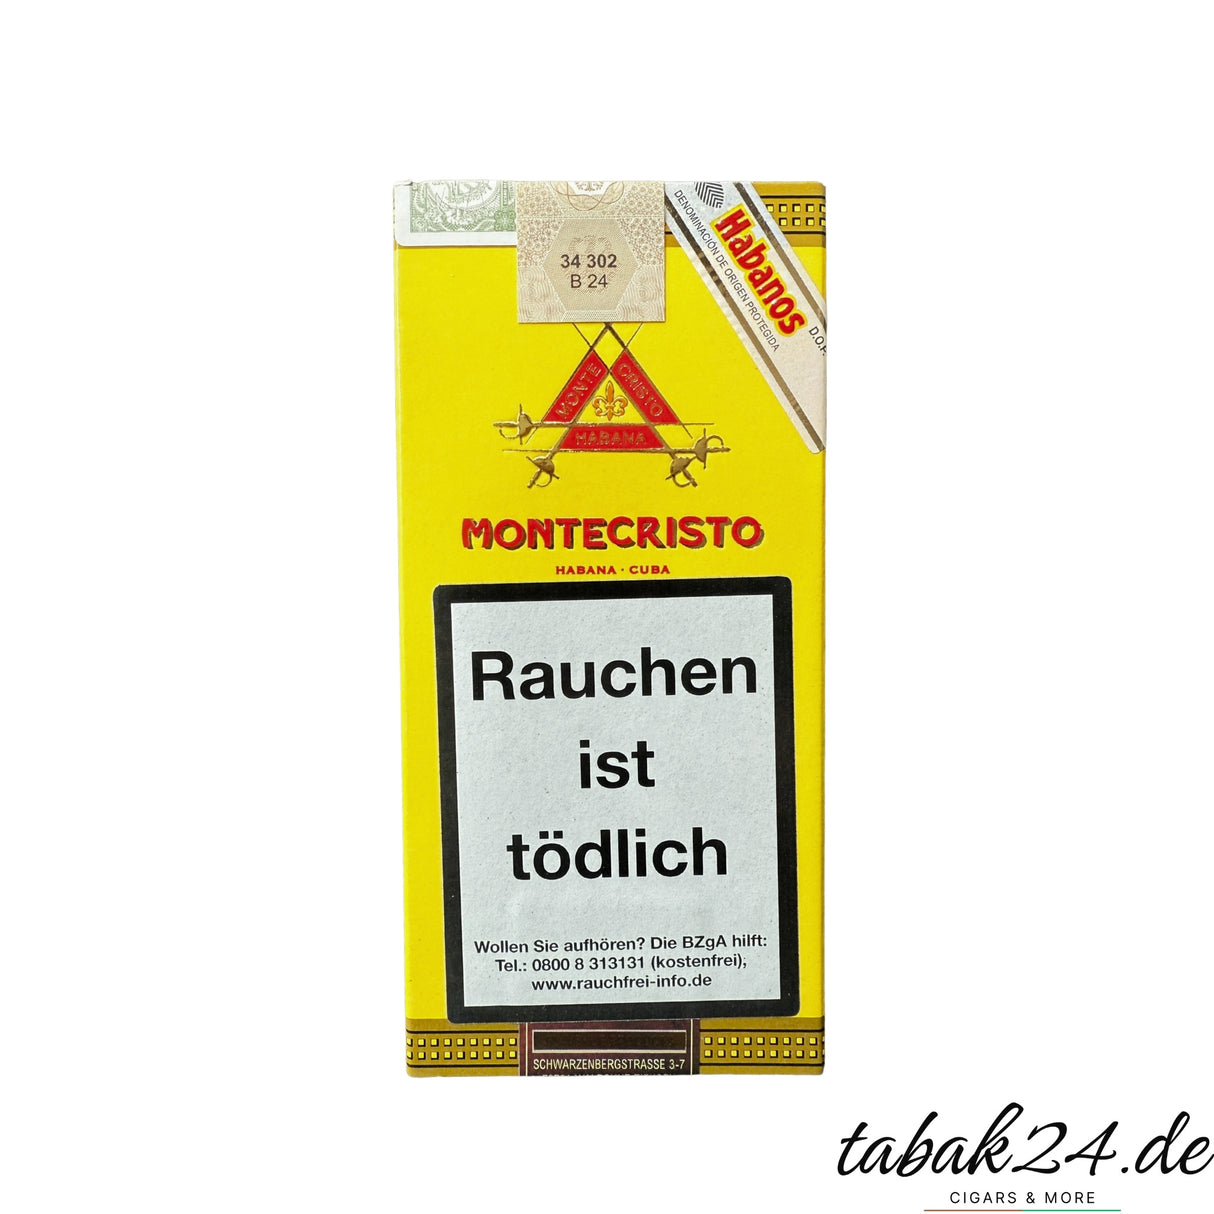 34 302
B 24
DENOMINACIÓN DE ORIGEN PROTEGIDA
Habanos
D.O.P.
MONTE CRISTO
HABANA
MONTECRISTO
HABANA · CUBA
Rauchen
ist
tödlich
Wollen Sie aufhören? Die BZgA hilft:
Tel.: 0800 8 313131 (kostenfrei),
www.rauchfrei-info.de
SCHWARZENBERGSTRASSE 3-7
tabak24.de
CIGARS & MORE